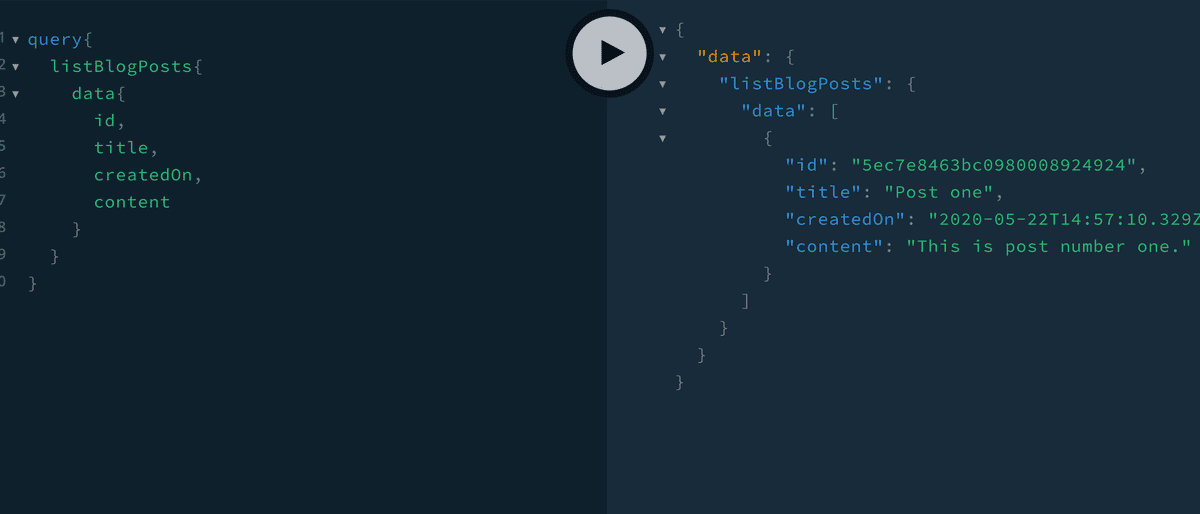 1 query{
2 listBlogPosts{
3 data{
4 id,
5 title,
6 createdOn,
7 content
8 }
9 }
0 }
{
"data": {
"listBlogPosts": {
"data": [
{
"id": "5ec7e8463bc0980008924924",
"title": "Post one",
"createdOn": "2020-05-22T14:57:10.329Z
"content": "This is post number one."
}
]
}
}
}